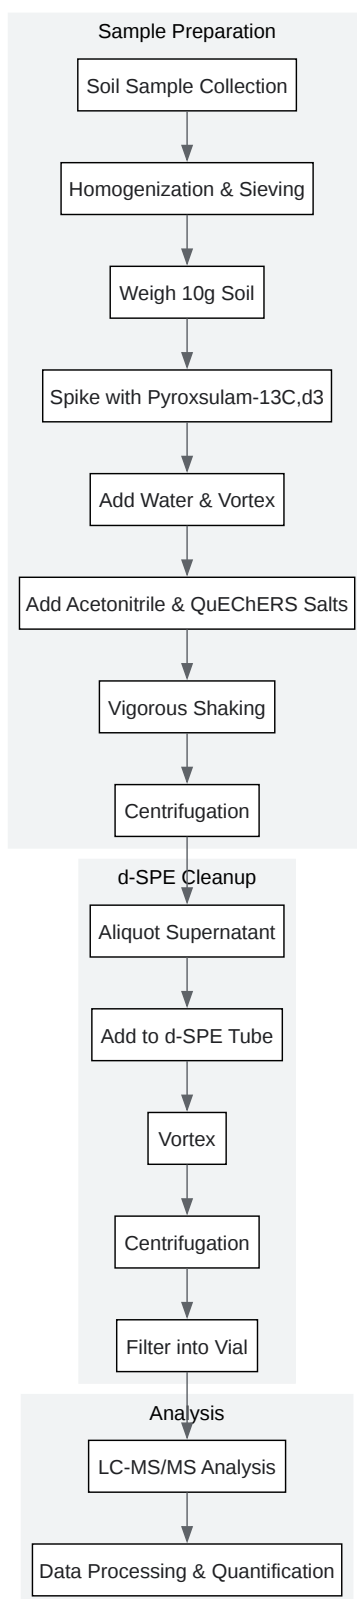 Sample Preparation
Soil Sample Collection
Homogenization & Sieving
Weigh 10g Soil
Spike with Pyroxsulam-13C,d3
Add Water & Vortex
Add Acetonitrile & QuEChERS Salts
Vigorous Shaking
Centrifugation
d-SPE Cleanup
Aliquot Supernatant
Add to d-SPE Tube
Vortex
Centrifugation
Filter into Vial
Analysis
LC-MS/MS Analysis
Data Processing & Quantification